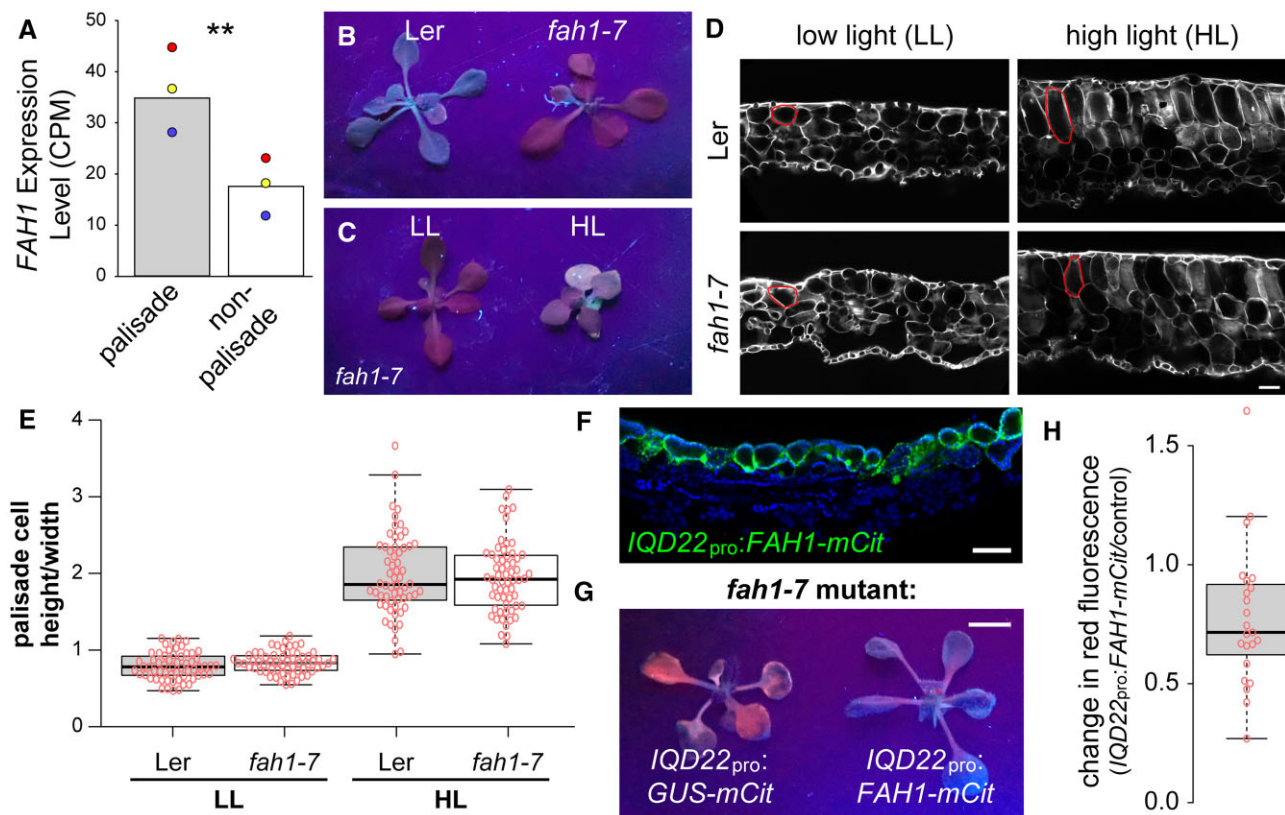 A
FAH1 Expression
Level (CPM)
50
40
30
20
10
0
**
palisade
non-
palisade
B
Ler
fah1-7
C
LL
HL
fah1-7
D
low light (LL)
high light (HL)
Ler
fah1-7
E
palisade cell
height/width
4
3
2
1
0
Ler
fah1-7
Ler
fah1-7
LL
HL
F
IQD22pro:FAH1-mCit
G
fah1-7 mutant:
IQD22pro:
GUS-mCit
IQD22pro:
FAH1-mCit
H
change in red fluorescence
(IQD22pro:FAH1-mCit/control)
1.5
1.0
0.5
0.0